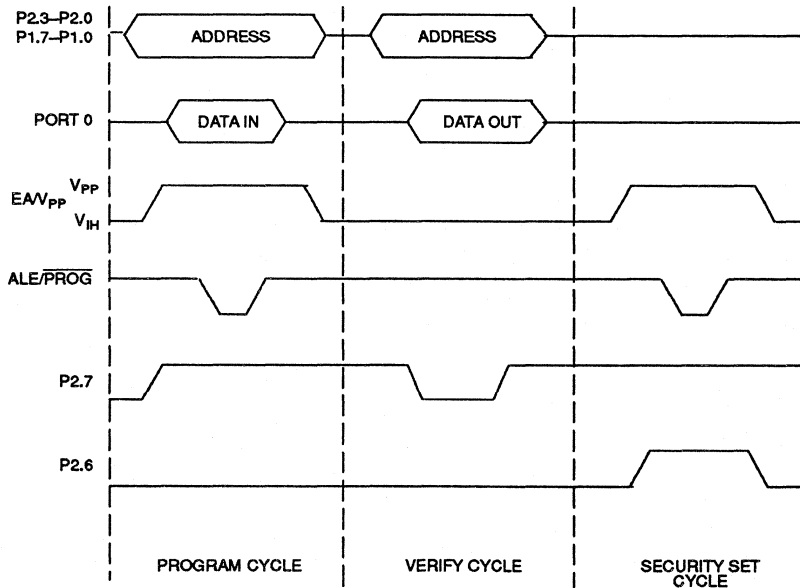 P2.3–P2.0
P1.7–P1.0
ADDRESS
ADDRESS
PORT 0
DATA IN
DATA OUT
VPP
EA/VPP
VIH
ALE/PROG
P2.7
P2.6
PROGRAM CYCLE
VERIFY CYCLE
SECURITY SET
CYCLE